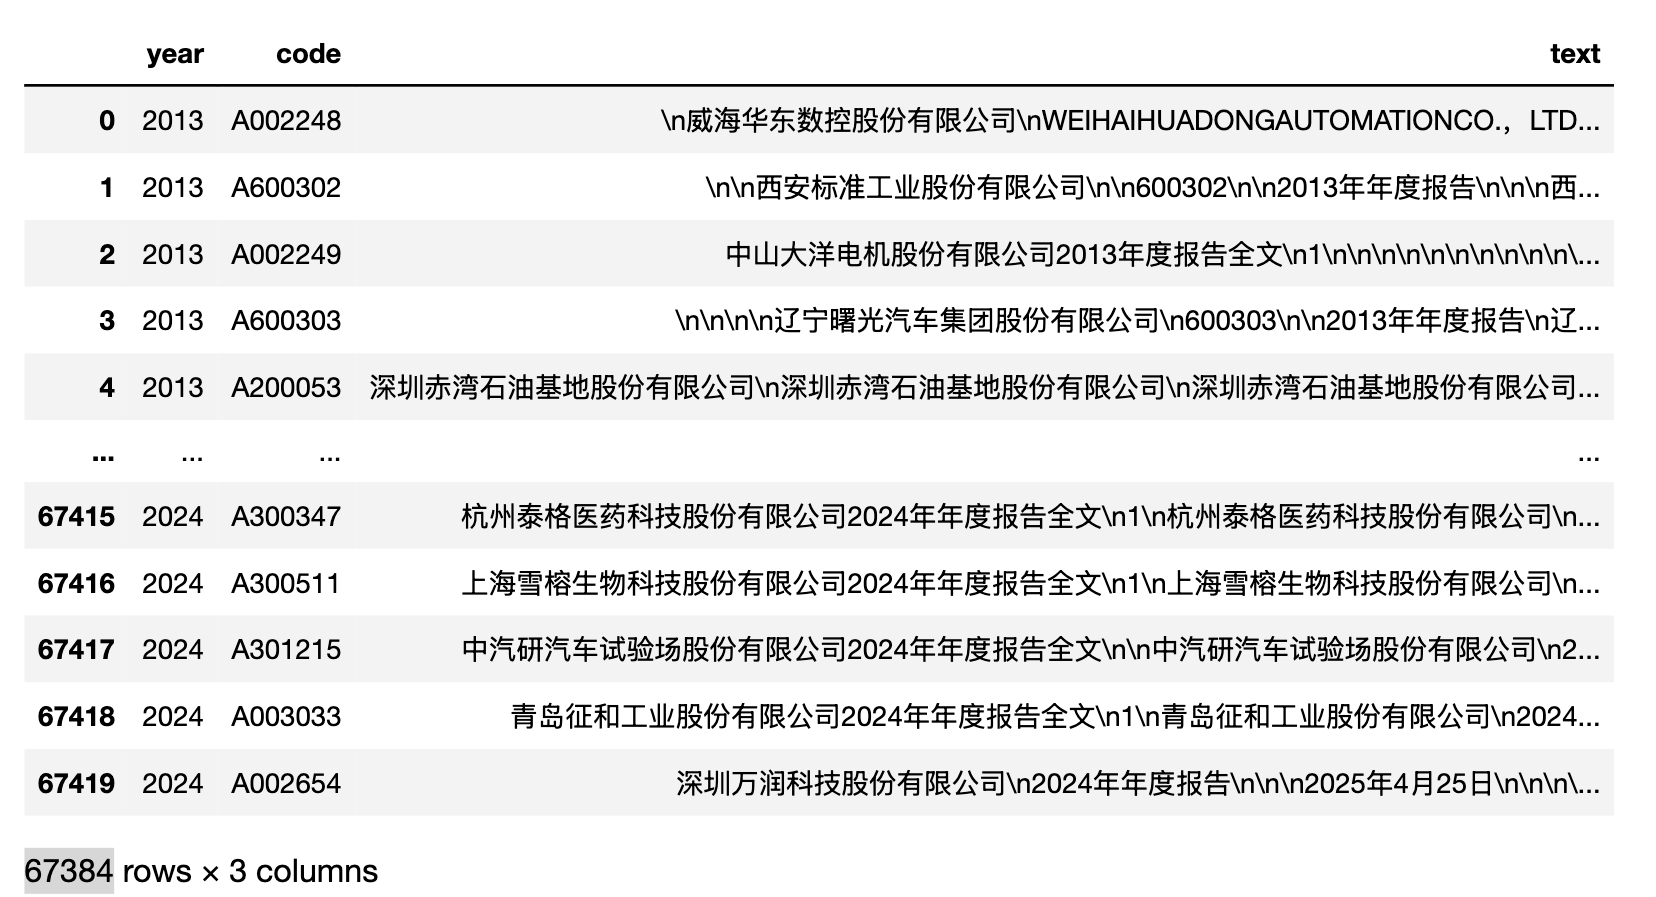 year code text
0 2013 A002248 \n威海华东数控股份有限公司\nWEIHAIHUADONGAUTOMATIONCO.，LTD...
1 2013 A600302 \n\n西安标准工业股份有限公司\n\n600302\n\n2013年年度报告\n\n\n西...
2 2013 A002249 中山大洋电机股份有限公司2013年度报告全文\n1\n\n\n\n\n\n\n\n\n\n\...
3 2013 A600303 \n\n\n\n辽宁曙光汽车集团股份有限公司\n600303\n\n2013年年度报告\n辽...
4 2013 A200053 深圳赤湾石油基地股份有限公司\n深圳赤湾石油基地股份有限公司\n深圳赤湾石油基地股份有限公司...
... ... ... ...
67415 2024 A300347 杭州泰格医药科技股份有限公司2024年年度报告全文\n1\n杭州泰格医药科技股份有限公司\n...
67416 2024 A300511 上海雪榕生物科技股份有限公司2024年年度报告全文\n1\n上海雪榕生物科技股份有限公司\n...
67417 2024 A301215 中汽研汽车试验场股份有限公司2024年年度报告全文\n\n中汽研汽车试验场股份有限公司\n2...
67418 2024 A003033 青岛征和工业股份有限公司2024年年度报告全文\n1\n青岛征和工业股份有限公司\n2024...
67419 2024 A002654 深圳万润科技股份有限公司\n2024年年度报告\n\n\n2025年4月25日\n\n\n\...
67384 rows × 3 columns